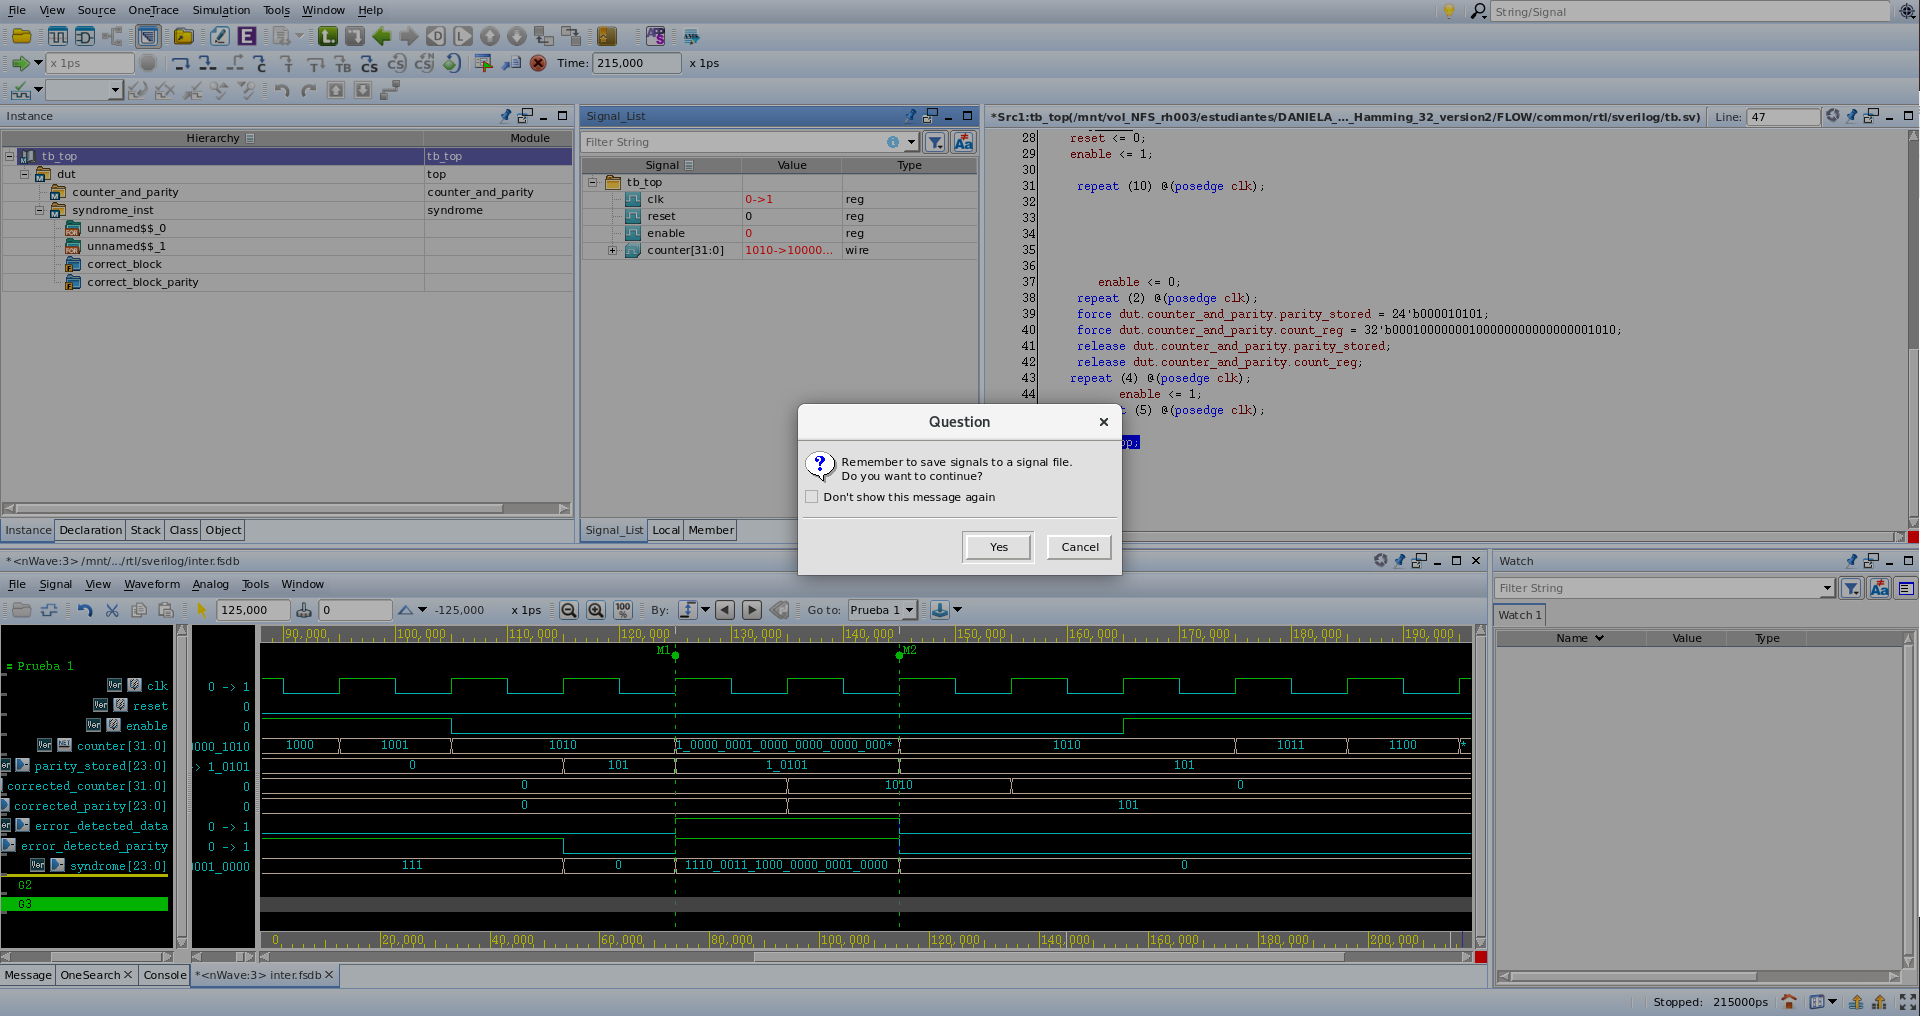 File View Source OneTrace Simulation Tools Window Help
String/Signal
x 1ps
Time: 215,000 x 1ps
Instance
Hierarchy Module
tb_top tb_top
dut top
counter_and_parity counter_and_parity
syndrome_inst syndrome
unnamed$$_0
unnamed$$_1
correct_block
correct_block_parity
Instance Declaration Stack Class Object
Signal_List
Filter String
Signal Value Type
tb_top
clk 0->1 reg
reset 0 reg
enable 0 reg
counter[31:0] 1010->10000... wire
Signal_List Local Member
*Src1:tb_top(/mnt/vol_NFS_rh003/estudiantes/DANIELA_..._Hamming_32_version2/FLOW/common/rtl/sverilog/tb.sv) Line: 47
28 reset <= 0;
29 enable <= 1;
30
31 repeat (10) @(posedge clk);
32
33
34
35
36
37 enable <= 0;
38 repeat (2) @(posedge clk);
39 force dut.counter_and_parity.parity_stored = 24'b000010101;
40 force dut.counter_and_parity.count_reg = 32'b00010000000100000000000000001010;
41 release dut.counter_and_parity.parity_stored;
42 release dut.counter_and_parity.count_reg;
43 repeat (4) @(posedge clk);
44 enable <= 1;
(5) @(posedge clk);
op;
Question
Remember to save signals to a signal file.
Do you want to continue?
Don't show this message again
Yes Cancel
*<nWave:3> /mnt/.../rtl/sverilog/inter.fsdb
File Signal View Waveform Analog Tools Window
125,000 0 -125,000 x 1ps 100% By: Go to: Prueba 1
90,000 100,000 110,000 120,000 130,000 140,000 150,000 160,000 170,000 180,000 190,000
M1 M2
= Prueba 1
clk 0 -> 1
reset 0
enable 0
counter[31:0] 0000_1010 1000 1001 1010 1_0000_0001_0000_0000_0000_000* 1010 1011 1100 *
parity_stored[23:0] > 1_0101 0 101 1_0101 101
corrected_counter[31:0] 0 0 1010 0
corrected_parity[23:0] 0 0 101
error_detected_data 0 -> 1
error_detected_parity 0 -> 1
syndrome[23:0] 0001_0000 111 0 1110_0011_1000_0000_0001_0000 0
G2
G3
0 20,000 40,000 60,000 80,000 100,000 120,000 140,000 160,000 180,000 200,000
Message OneSearch Console *<nWave:3> inter.fsdb
Watch
Filter String
Watch 1
Name Value Type
Stopped: 215000ps